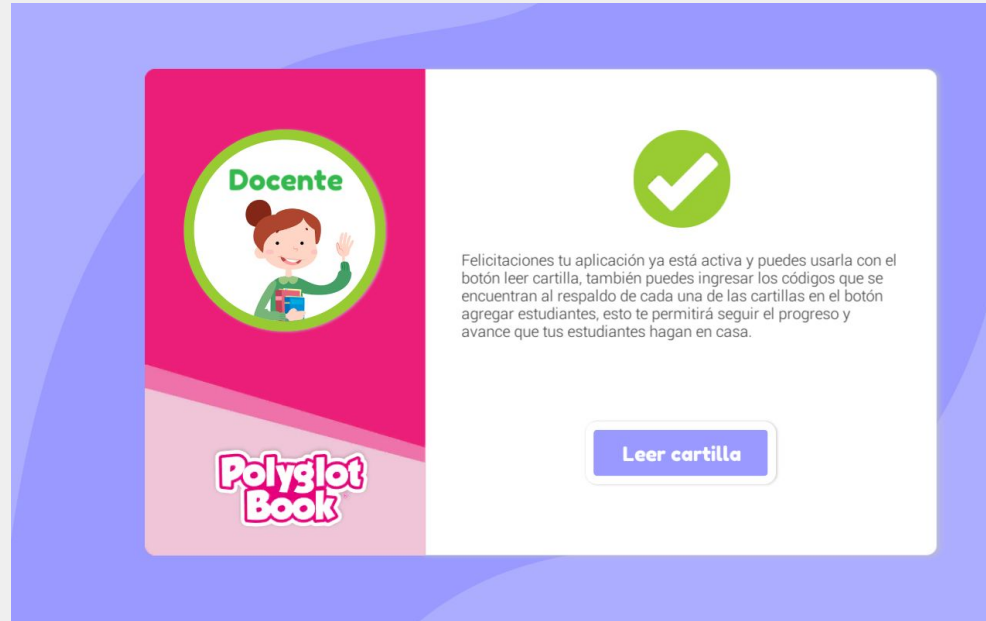 Docente
Polyglot
Book
Felicitaciones tu aplicación ya está activa y puedes usarla con el
botón leer cartilla, también puedes ingresar los códigos que se
encuentran al respaldo de cada una de las cartillas en el botón
agregar estudiantes, esto te permitirá seguir el progreso y
avance que tus estudiantes hagan en casa.
Leer cartilla